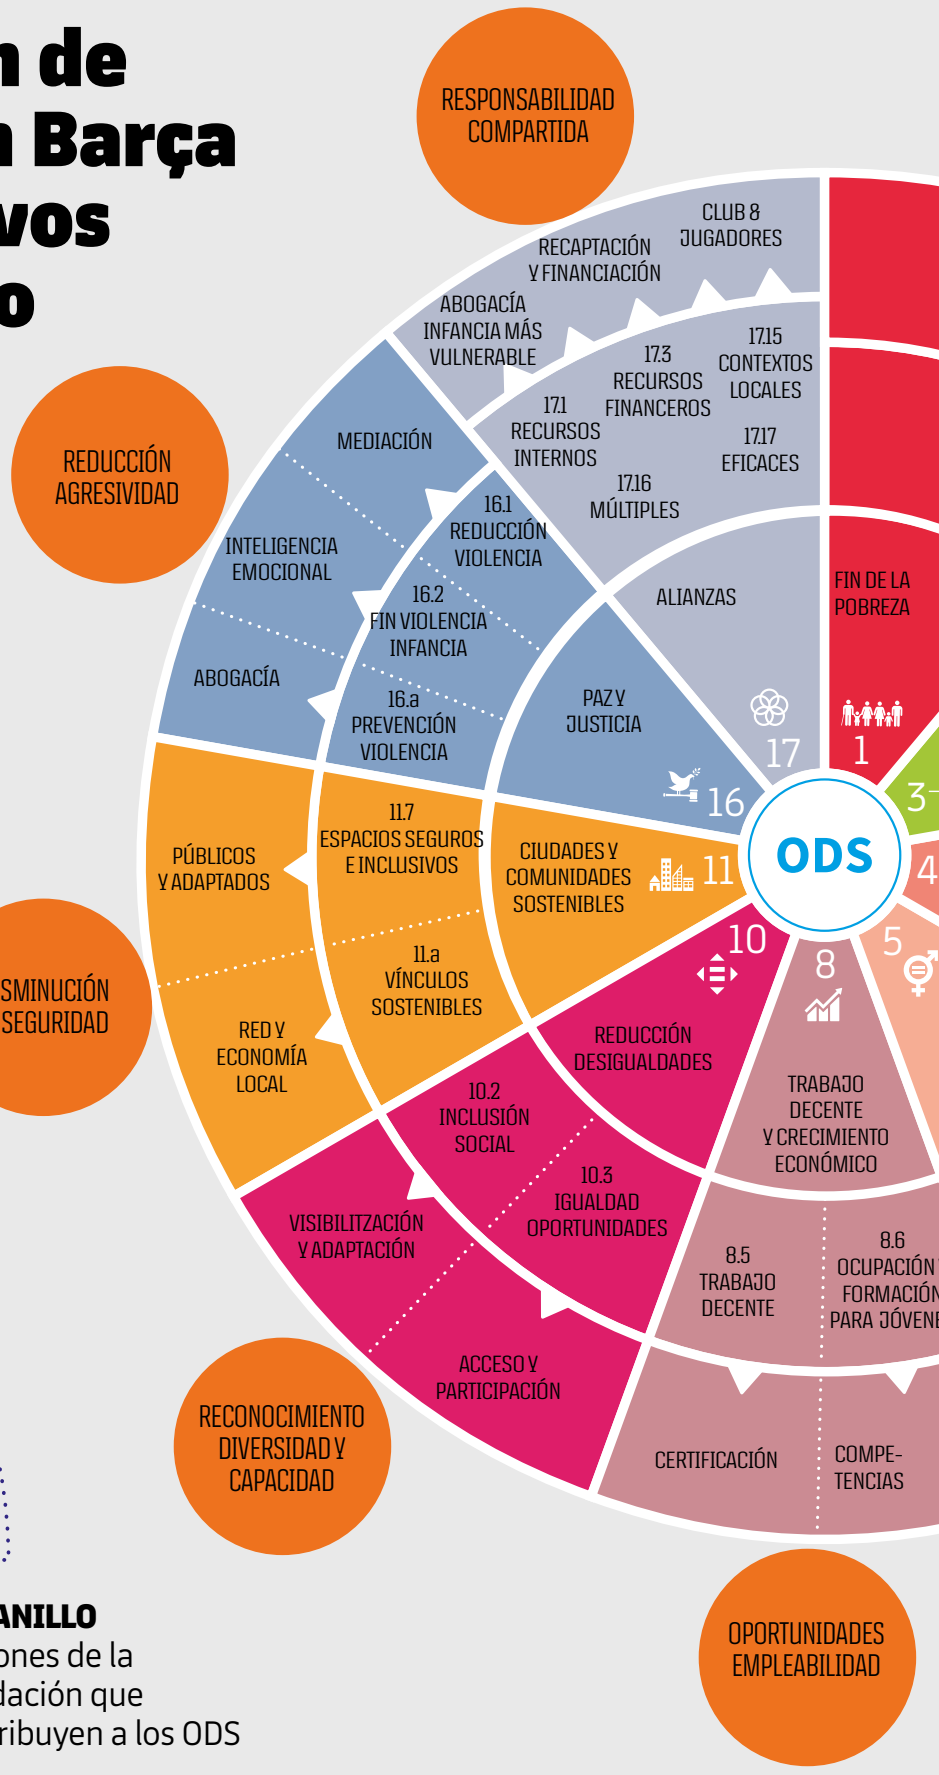 n de
n Barça
vos
o
RESPONSABILIDAD
COMPARTIDA
CLUB &
JUGADORES
RECAPTACIÓN
Y FINANCIACIÓN
ABOGACÍA
INFANCIA MÁS
VULNERABLE
17.15
CONTEXTOS
LOCALES
17.3
RECURSOS
FINANCEROS
17.1
RECURSOS
INTERNOS
17.17
EFICACES
17.16
MÚLTIPLES
ALIANZAS
17
FIN DE LA
POBREZA
1
REDUCCIÓN
AGRESIVIDAD
MEDIACIÓN
INTELIGENCIA
EMOCIONAL
ABOGACÍA
16.1
REDUCCIÓN
VIOLENCIA
16.2
FIN VIOLENCIA
INFANCIA
16.a
PREVENCIÓN
VIOLENCIA
PAZ Y
JUSTICIA
16
3
ODS
4
5
PÚBLICOS
Y ADAPTADOS
RED Y
ECONOMÍA
LOCAL
11.7
ESPACIOS SEGUROS
E INCLUSIVOS
11.a
VÍNCULOS
SOSTENIBLES
CIUDADES Y
COMUNIDADES
SOSTENIBLES
11
SMINUCIÓN
SEGURIDAD
10
REDUCCIÓN
DESIGUALDADES
10.2
INCLUSIÓN
SOCIAL
10.3
IGUALDAD
OPORTUNIDADES
VISIBILITZACIÓN
Y ADAPTACIÓN
ACCESO Y
PARTICIPACIÓN
8
TRABAJO
DECENTE
Y CRECIMIENTO
ECONÓMICO
8.5
TRABAJO
DECENTE
8.6
OCUPACIÓN
FORMACIÓN
PARA JÓVENE
CERTIFICACIÓN
COMPE-
TENCIAS
RECONOCIMIENTO
DIVERSIDAD Y
CAPACIDAD
OPORTUNIDADES
EMPLEABILIDAD
ANILLO
ones de la
dación que
ribuyen a los ODS